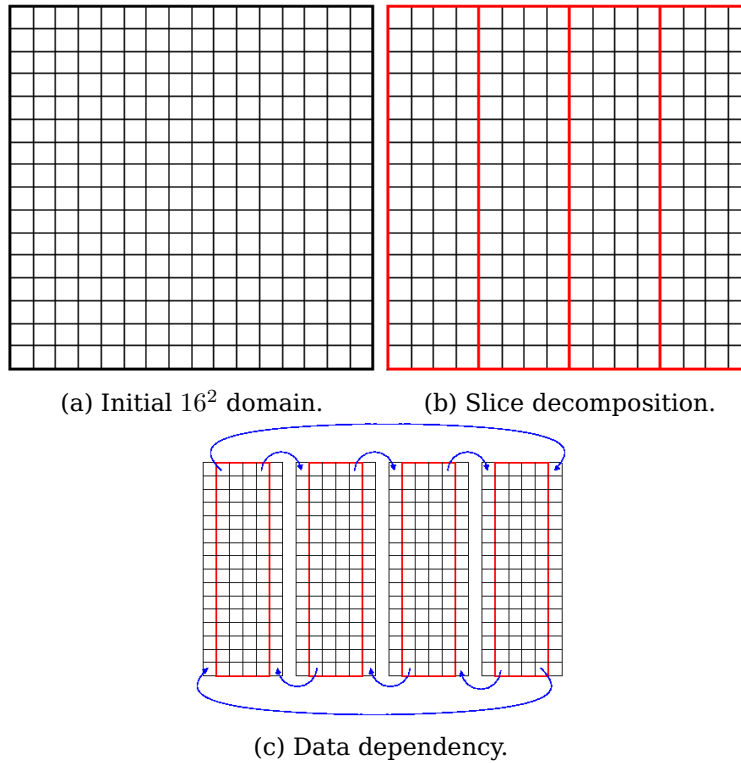 (a) Initial 16² domain.
(b) Slice decomposition.
(c) Data dependency.